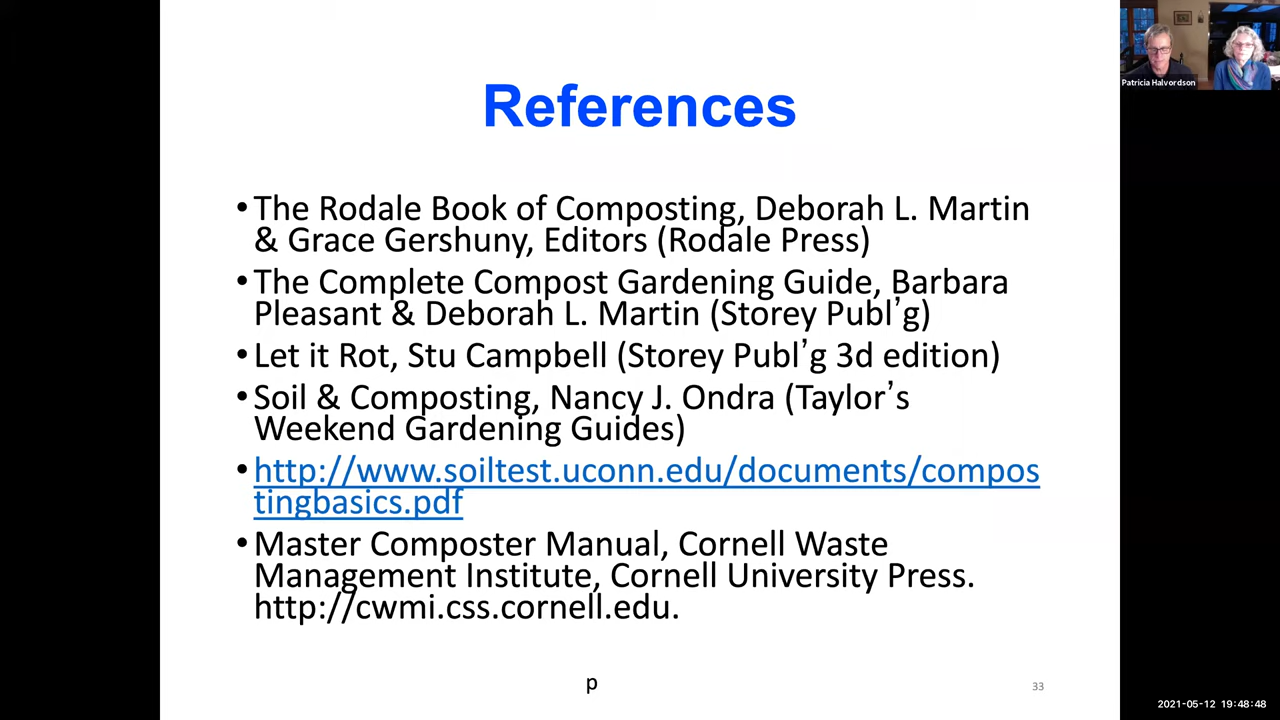 References
•The Rodale Book of Composting, Deborah L. Martin
& Grace Gershuny, Editors (Rodale Press)
•The Complete Compost Gardening Guide, Barbara
Pleasant & Deborah L. Martin (Storey Publ’g)
•Let it Rot, Stu Campbell (Storey Publ’g 3d edition)
•Soil & Composting, Nancy J. Ondra (Taylor’s
Weekend Gardening Guides)
•http://www.soiltest.uconn.edu/documents/compos
tingbasics.pdf
•Master Composter Manual, Cornell Waste
Management Institute, Cornell University Press.
http://cwmi.css.cornell.edu.
p
33
Patricia Halvordson
2021-05-12 19:48:48